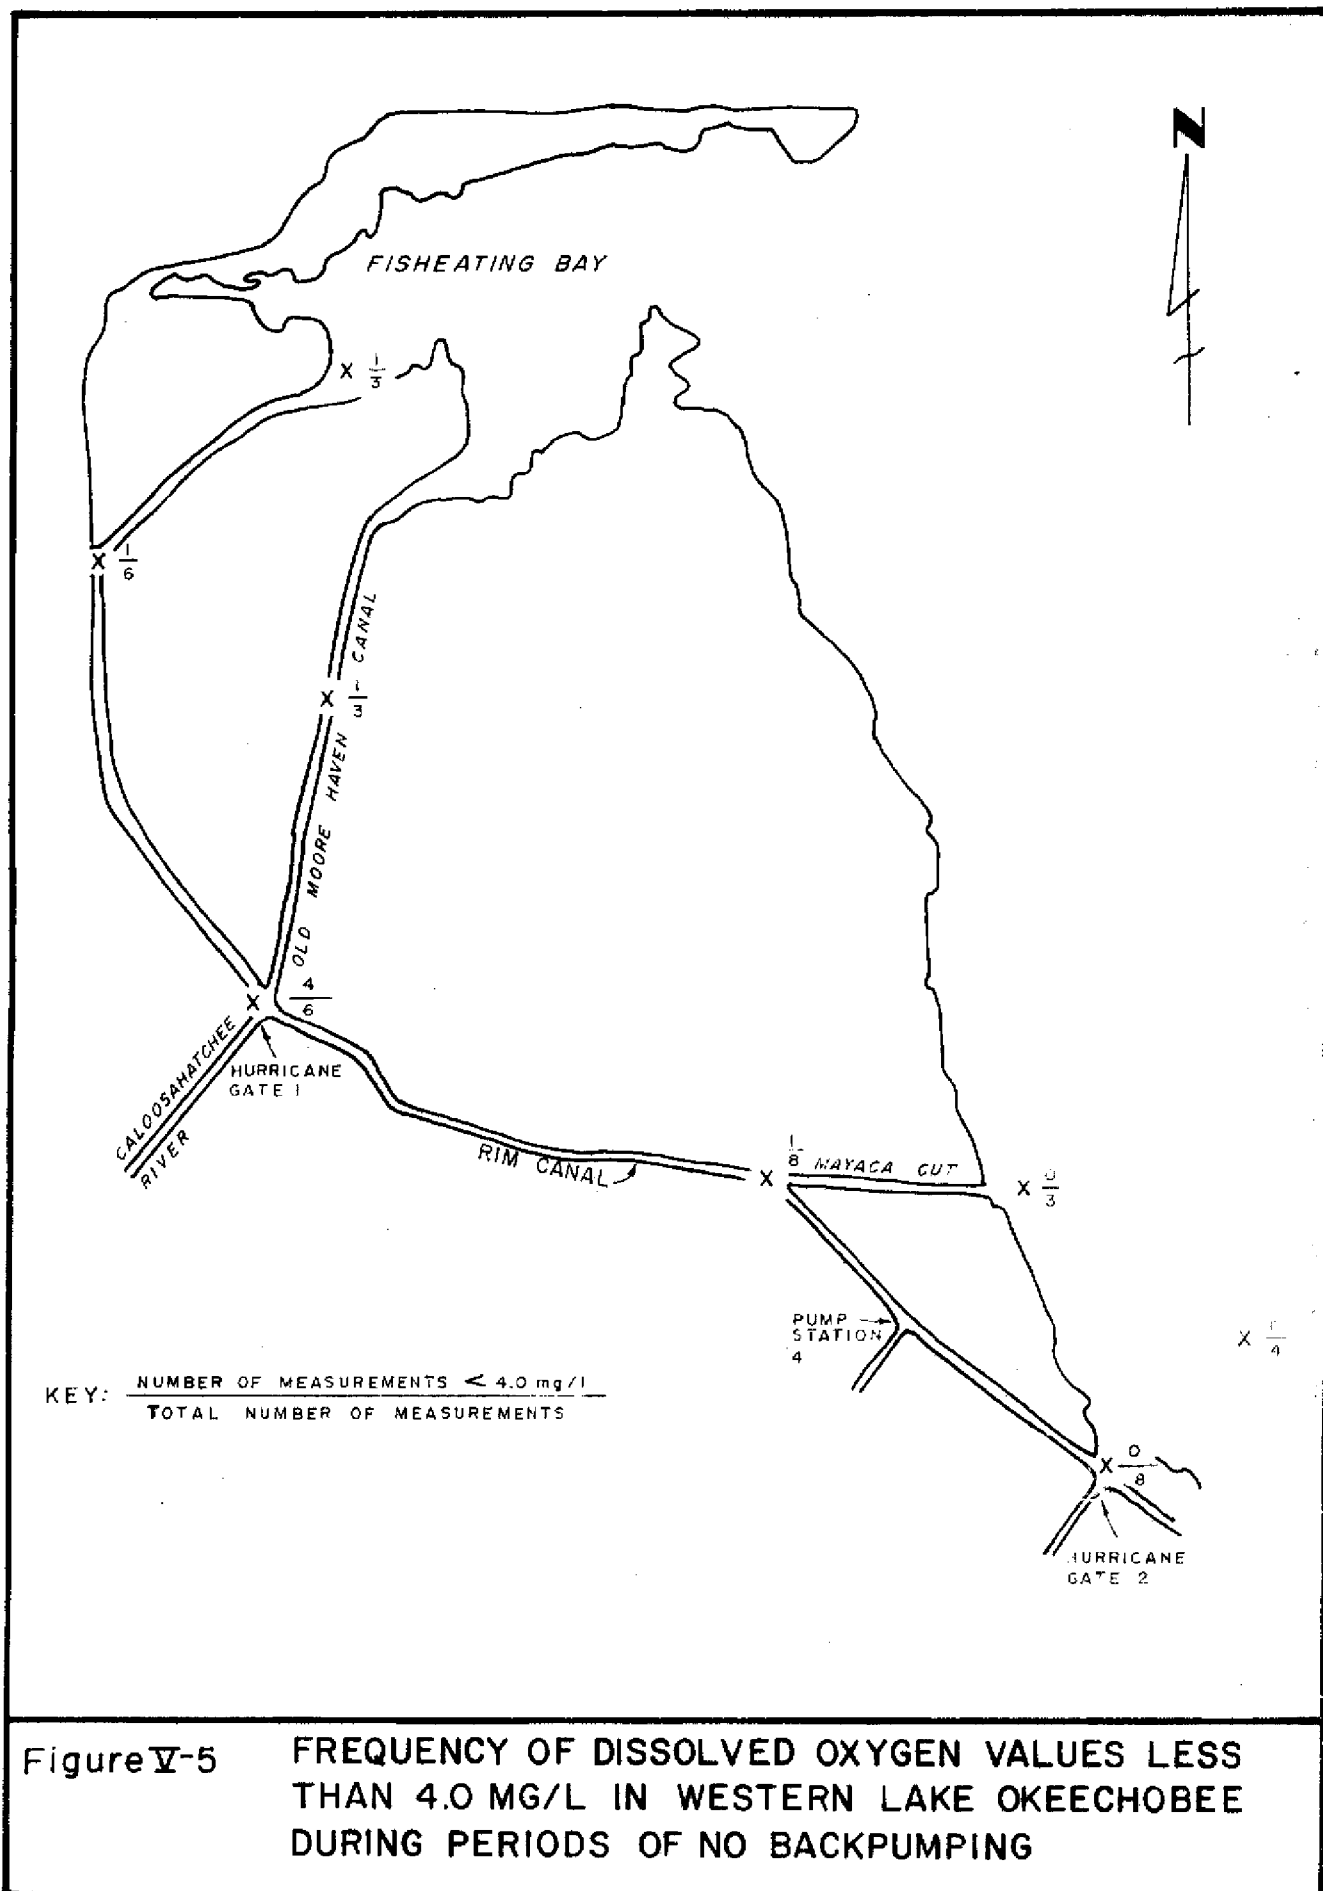 N
FISHEATING BAY
X 1/3
X 1/6
X 1/3
OLD MOORE HAVEN CANAL
X 4/6
CALOOSAHATCHEE
RIVER
HURRICANE
GATE 1
RIM CANAL
X 1/8
MAYACA CUT
X 0/3
PUMP
STATION
4
X /4
KEY: NUMBER OF MEASUREMENTS < 4.0 mg/l
TOTAL NUMBER OF MEASUREMENTS
X 0/8
HURRICANE
GATE 2
Figure V-5
FREQUENCY OF DISSOLVED OXYGEN VALUES LESS
THAN 4.0 MG/L IN WESTERN LAKE OKEECHOBEE
DURING PERIODS OF NO BACKPUMPING